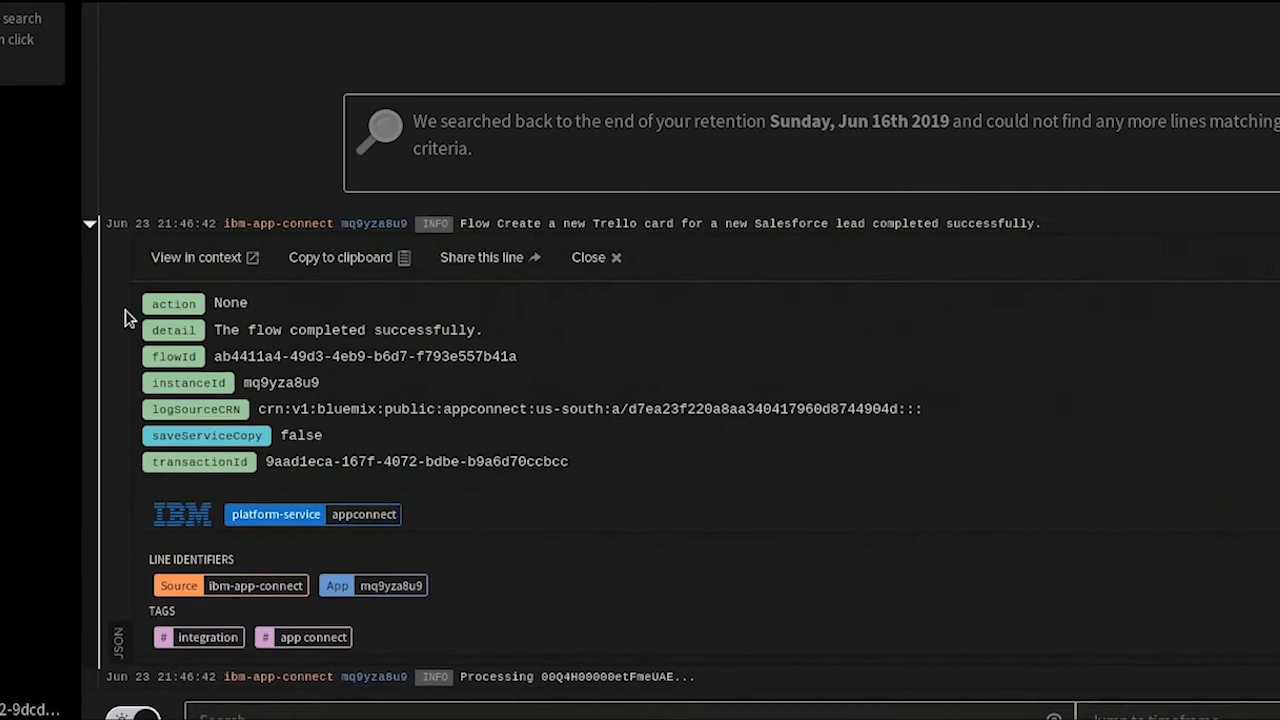 search
n click
We searched back to the end of your retention Sunday, Jun 16th 2019 and could not find any more lines matching
criteria.
Jun 23 21:46:42 ibm-app-connect mq9yza8u9 INFO Flow Create a new Trello card for a new Salesforce lead completed successfully.
View in context Copy to clipboard Share this line Close
action None
detail The flow completed successfully.
flowId ab4411a4-49d3-4eb9-b6d7-f793e557b41a
instanceId mq9yza8u9
logSourceCRN crn:v1:bluemix:public:appconnect:us-south:a/d7ea23f220a8aa340417960d8744904d:::
saveServiceCopy false
transactionId 9aad1eca-167f-4072-bdbe-b9a6d70ccbcc
IBM platform-service appconnect
LINE IDENTIFIERS
Source ibm-app-connect App mq9yza8u9
TAGS
# integration # app connect
JSON
Jun 23 21:46:42 ibm-app-connect mq9yza8u9 INFO Processing 00Q4H00000etFmeUAE...
2-9dcd...
Search
Jump to timeframe